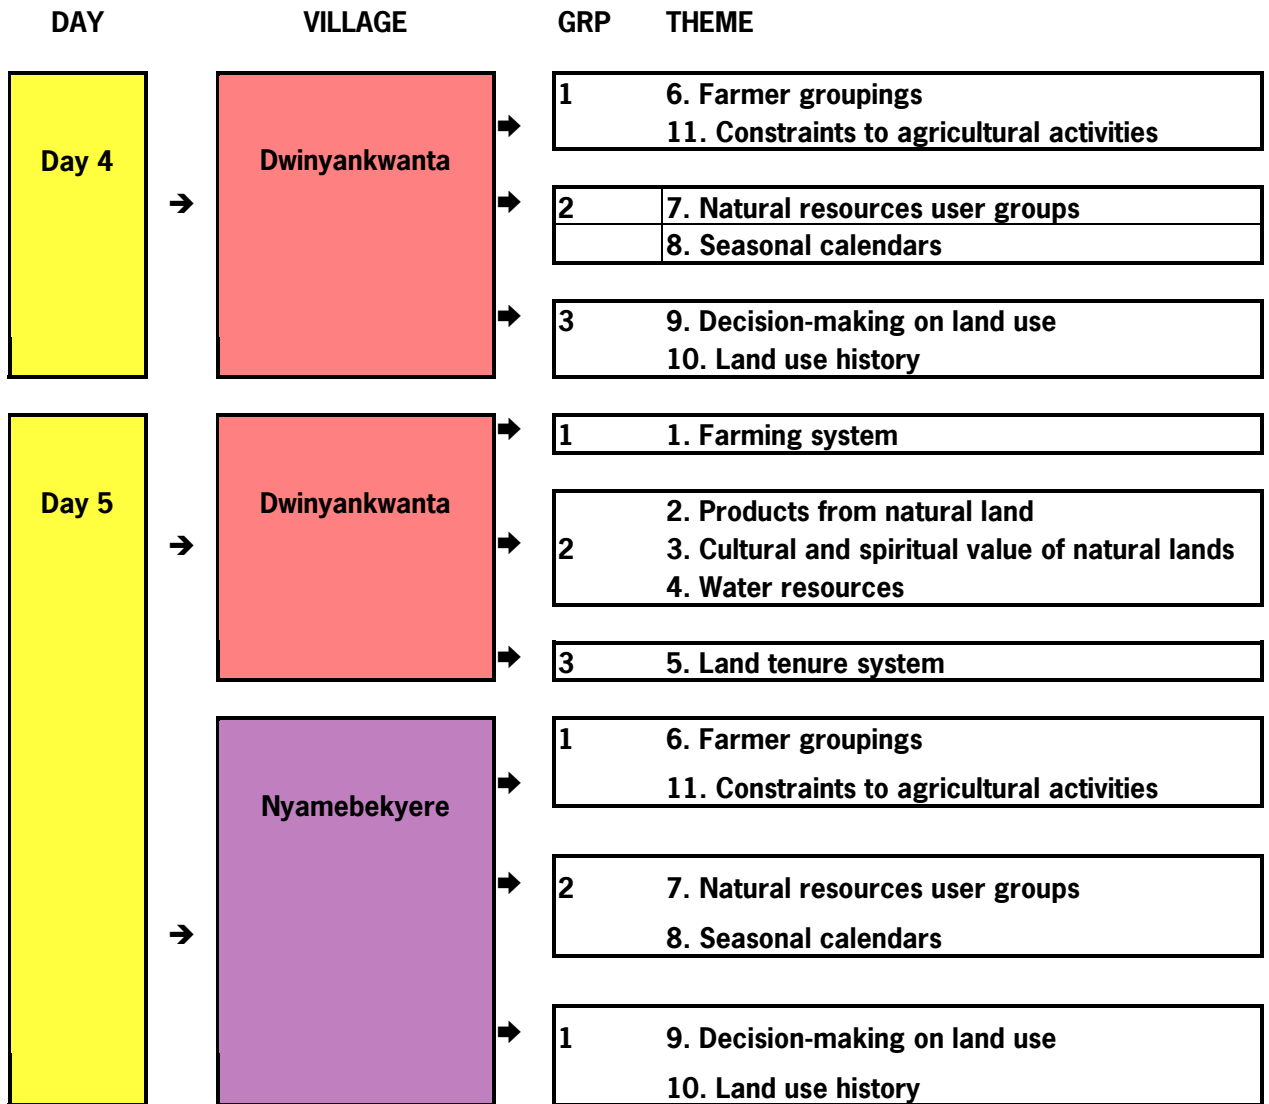 DAY VILLAGE GRP THEME
1 6. Farmer groupings
11. Constraints to agricultural activities
Day 4 Dwinyankwanta
2 7. Natural resources user groups
8. Seasonal calendars
3 9. Decision-making on land use
10. Land use history
1 1. Farming system
Day 5 Dwinyankwanta
2. Products from natural land
2 3. Cultural and spiritual value of natural lands
4. Water resources
3 5. Land tenure system
1 6. Farmer groupings
11. Constraints to agricultural activities
Nyamebekyere
2 7. Natural resources user groups
8. Seasonal calendars
1 9. Decision-making on land use
10. Land use history